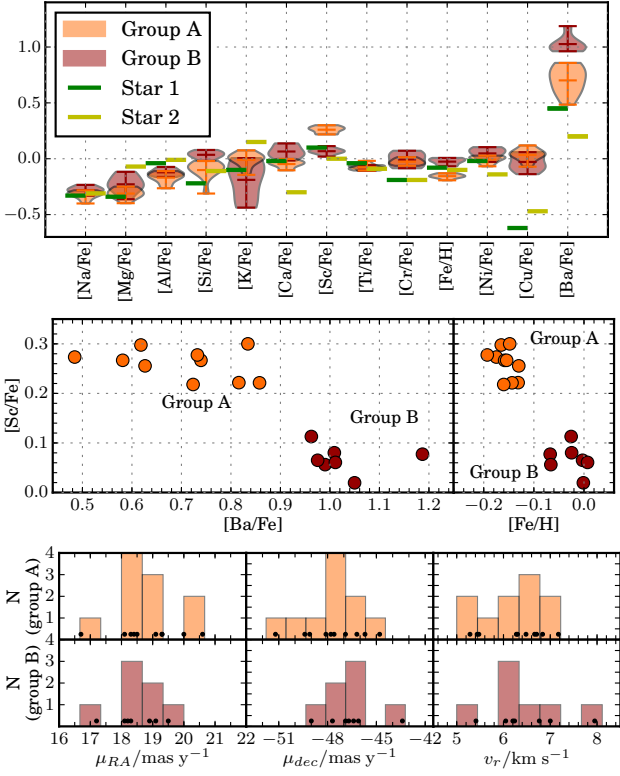 Group A
Group B
Star 1
Star 2
1.0
0.5
0.0
−0.5
[Na/Fe]
[Mg/Fe]
[Al/Fe]
[Si/Fe]
[K/Fe]
[Ca/Fe]
[Sc/Fe]
[Ti/Fe]
[Cr/Fe]
[Fe/H]
[Ni/Fe]
[Cu/Fe]
[Ba/Fe]
[Sc/Fe]
0.3
0.2
0.1
0.0
Group A
Group B
Group A
Group B
0.5 0.6 0.7 0.8 0.9 1.0 1.1 1.2
−0.2 −0.1 0.0
[Ba/Fe]
[Fe/H]
N
(group A)
4
3
2
1
N
(group B)
4
3
2
1
16 17 18 19 20 21 22
−51 −48 −45 −42
5 6 7 8
μRA/mas y−1
μdec/mas y−1
vr/km s−1